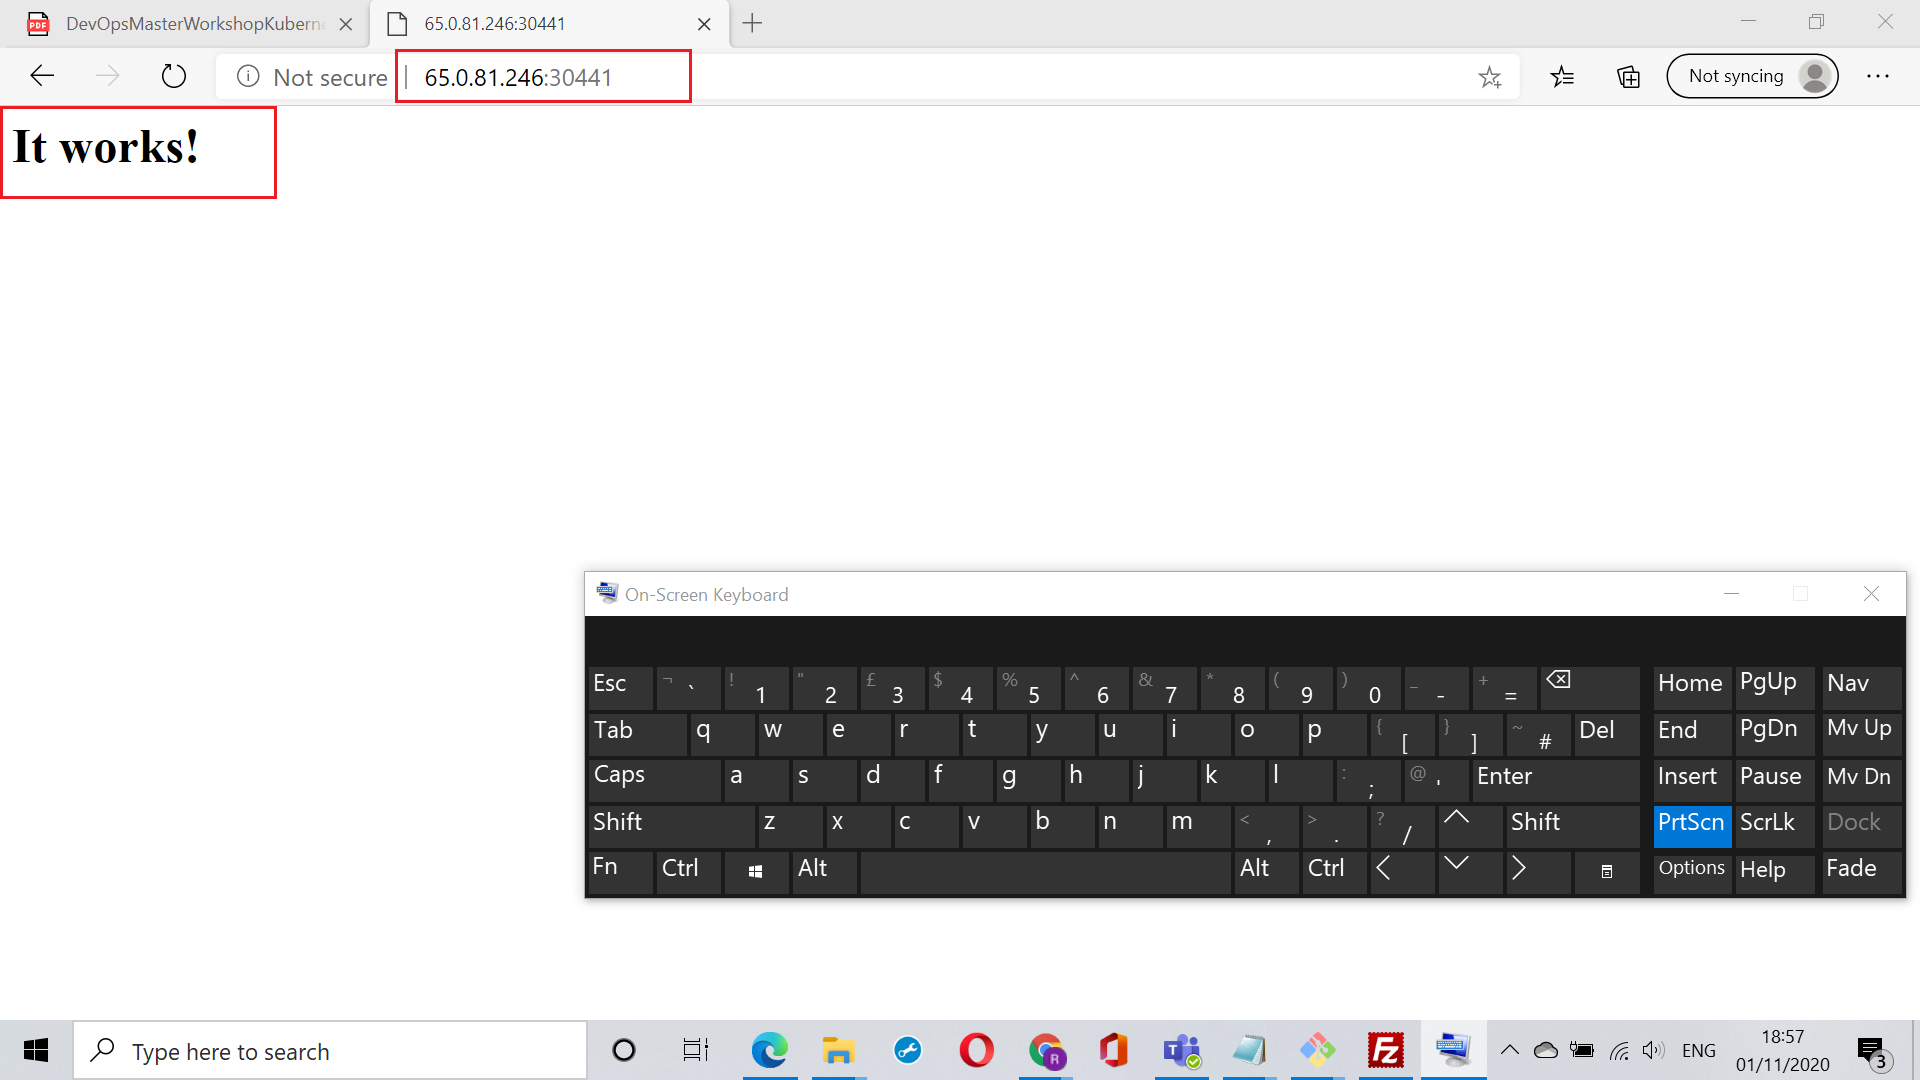 DevOpsMasterWorkshopKuberne
65.0.81.246:30441
Not secure
65.0.81.246:30441
Not syncing
It works!
On-Screen Keyboard
Esc ¬ ` ! 1 " 2 £ 3 $ 4 % 5 ^ 6 & 7 * 8 ( 9 ) 0 _ - + = Home PgUp Nav
Tab q w e r t y u i o p { [ } ] ~ # Del End PgDn Mv Up
Caps a s d f g h j k l : ; @ ' Enter Insert Pause Mv Dn
Shift z x c v b n m < , > . ? / Shift PrtScn ScrLk Dock
Fn Ctrl Alt Alt Ctrl Options Help Fade
Type here to search
ENG
18:57
01/11/2020
3